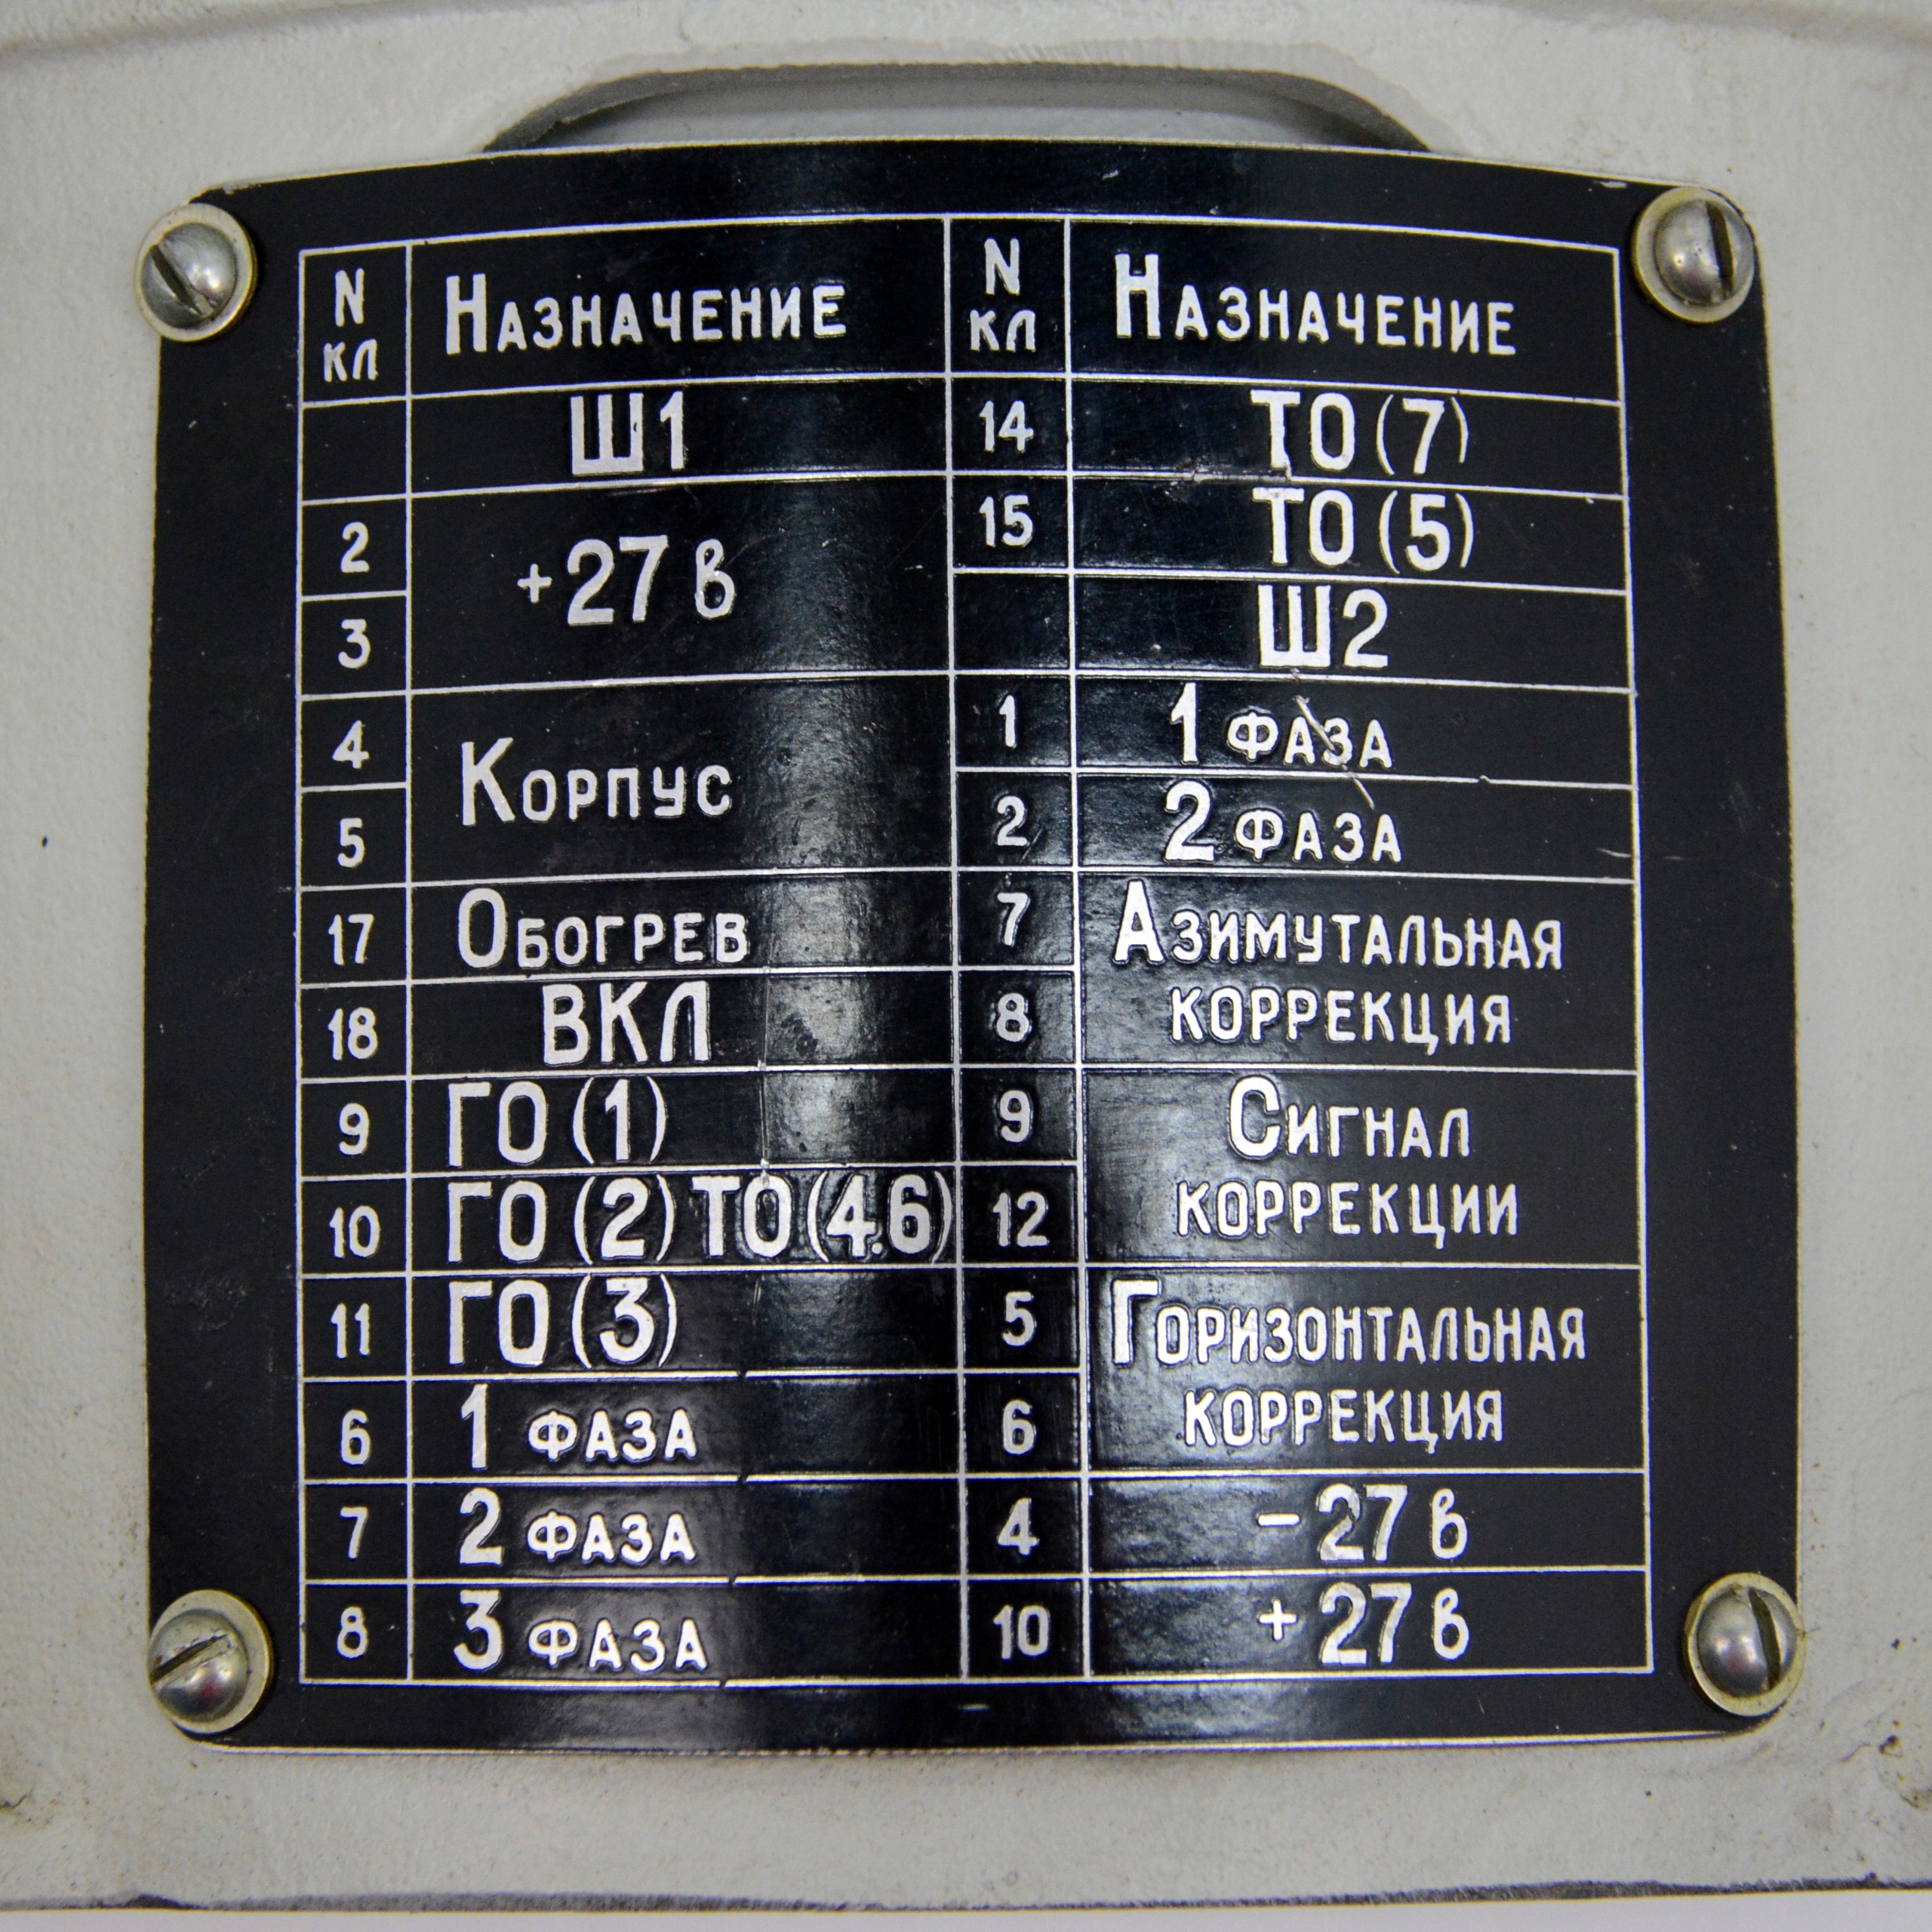 N КЛ НАЗНАЧЕНИЕ N КЛ НАЗНАЧЕНИЕ
Ш1 14 ТО (7)
2 +27 в 15 ТО (5)
3 Ш2
4 КОРПУС 1 1 ФАЗА
5 2 2 ФАЗА
17 ОБОГРЕВ 7 АЗИМУТАЛЬНАЯ
18 ВКЛ 8 КОРРЕКЦИЯ
9 ГО (1) 9 СИГНАЛ
10 ГО (2) ТО (4.6) 12 КОРРЕКЦИИ
11 ГО (3) 5 ГОРИЗОНТАЛЬНАЯ
6 1 ФАЗА 6 КОРРЕКЦИЯ
7 2 ФАЗА 4 – 27 в
8 3 ФАЗА 10 + 27 в